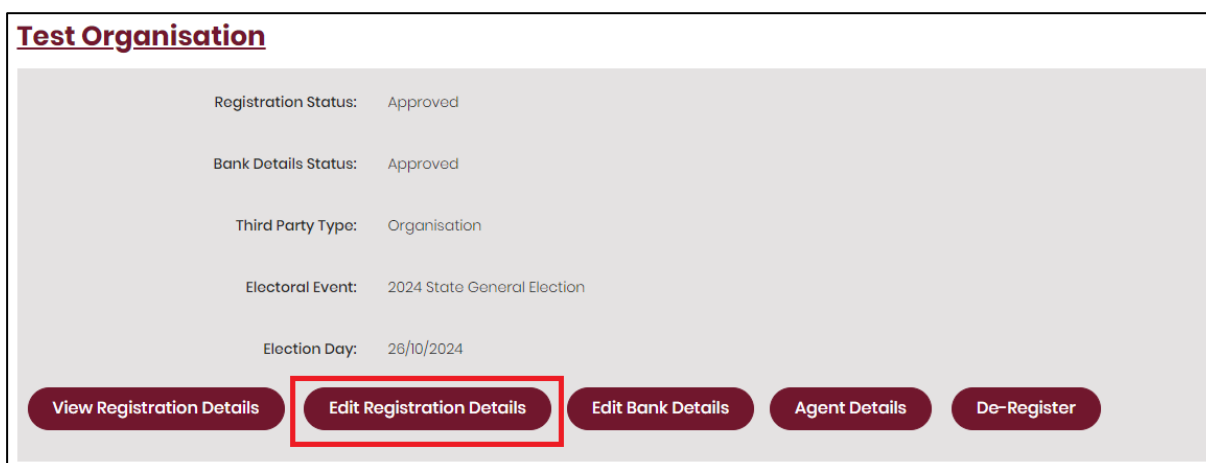 Test Organisation
Registration Status: Approved
Bank Details Status: Approved
Third Party Type: Organisation
Electoral Event: 2024 State General Election
Election Day: 26/10/2024
View Registration Details Edit Registration Details Edit Bank Details Agent Details De-Register